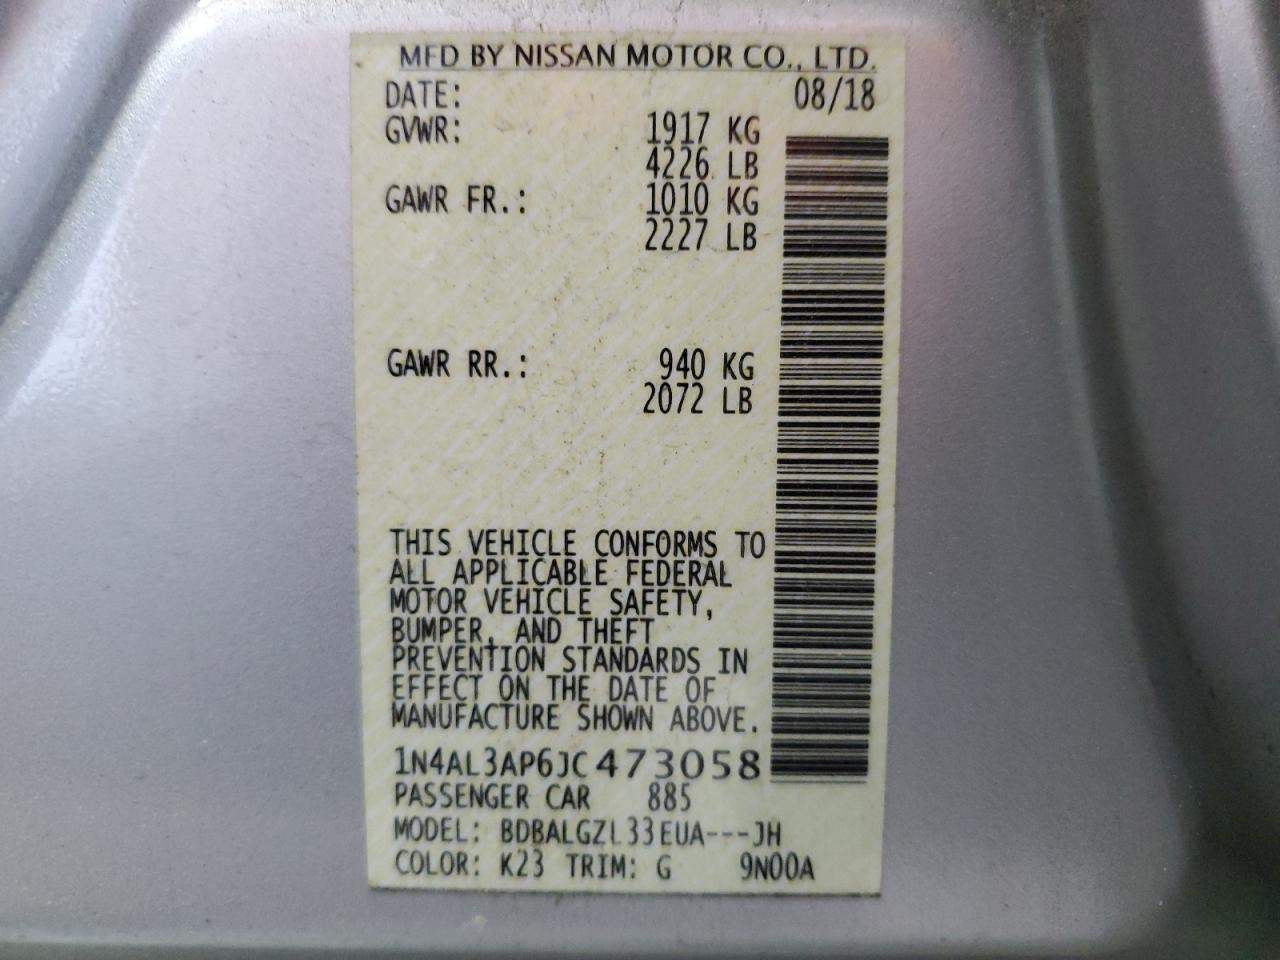 MFD BY NISSAN MOTOR CO., LTD.
DATE: 08/18
GVWR: 1917 KG
4226 LB
GAWR FR.: 1010 KG
2227 LB
GAWR RR.: 940 KG
2072 LB
THIS VEHICLE CONFORMS TO
ALL APPLICABLE FEDERAL
MOTOR VEHICLE SAFETY,
BUMPER, AND THEFT
PREVENTION STANDARDS IN
EFFECT ON THE DATE OF
MANUFACTURE SHOWN ABOVE.
1N4AL3AP6JC473058
PASSENGER CAR 885
MODEL: BDBALGZL33EUA---JH
COLOR: K23 TRIM: G 9N00A